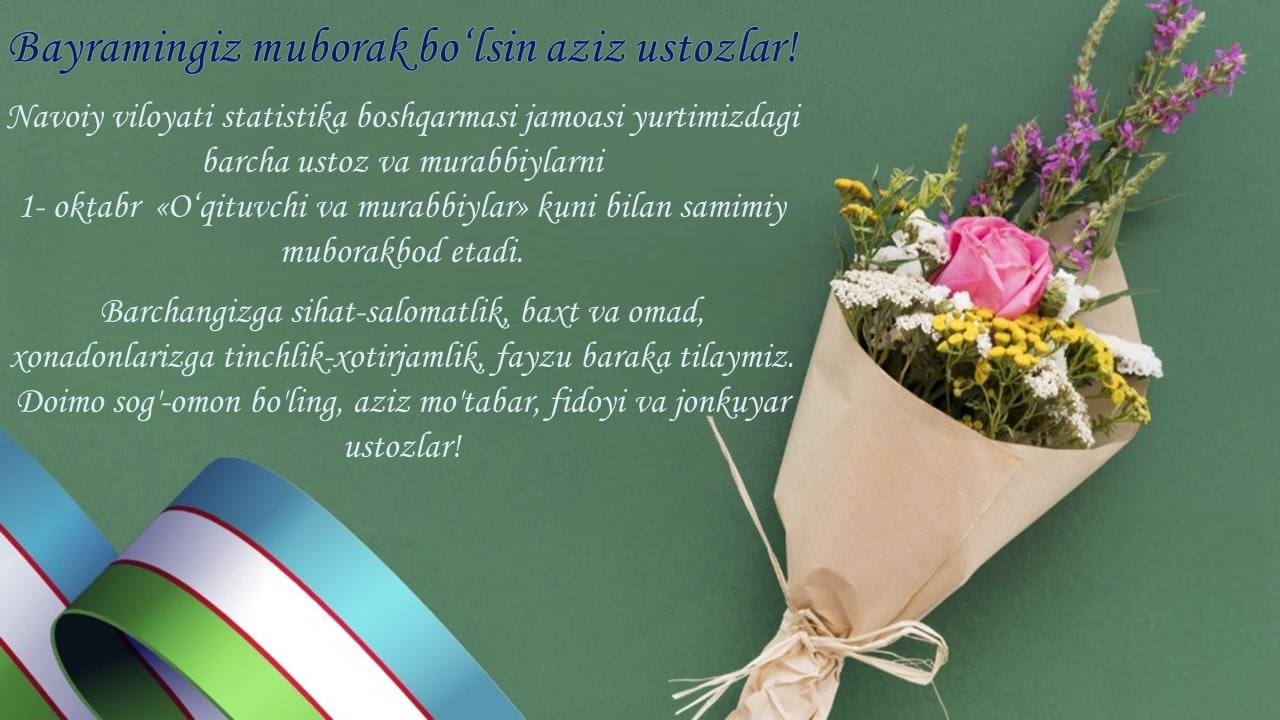 Bayramingiz muborak bo‘lsin aziz ustozlar!
Navoiy viloyati statistika boshqarmasi jamoasi yurtimizdagi
barcha ustoz va murabbiylarni
1- oktabr «O‘qituvchi va murabbiylar» kuni bilan samimiy
muborakbod etadi.
Barchangizga sihat-salomatlik, baxt va omad,
xonadonlarizga tinchlik-xotirjamlik, fayzu baraka tilaymiz.
Doimo sog'-omon bo'ling, aziz mo'tabar, fidoyi va jonkuyar
ustozlar!